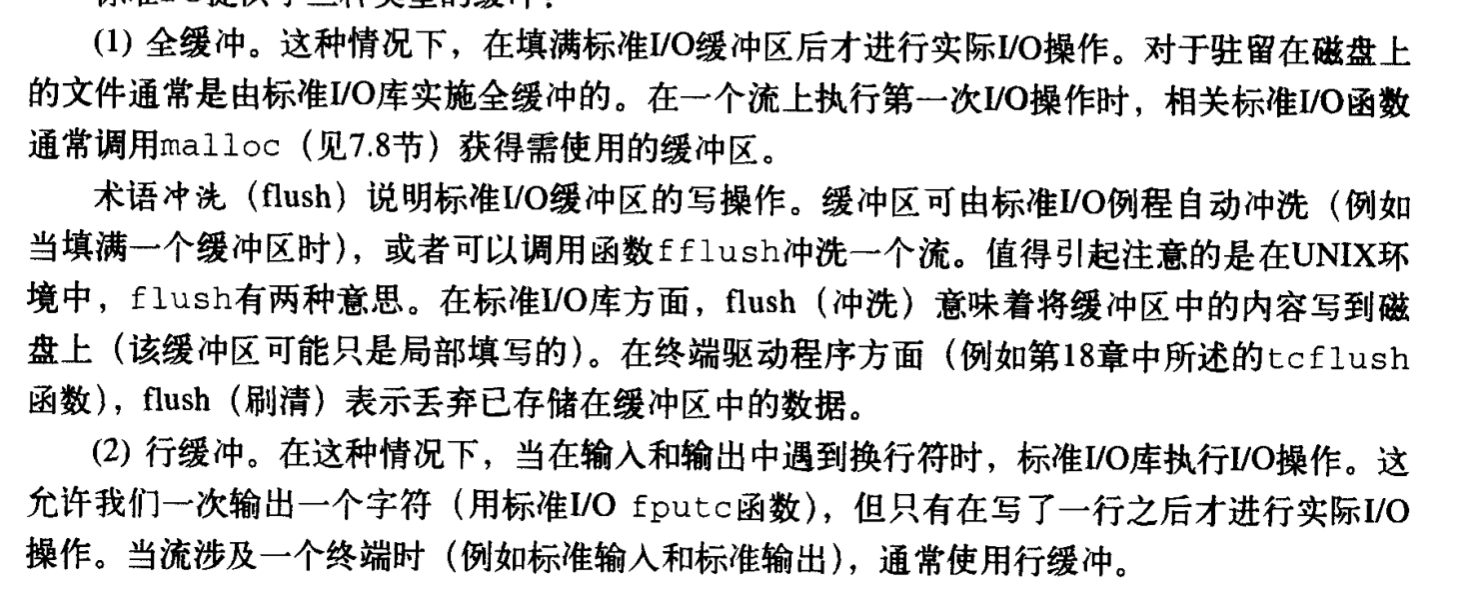 标准I/O提供了三种类型的缓冲：
(1) 全缓冲。这种情况下，在填满标准I/O缓冲区后才进行实际I/O操作。对于驻留在磁盘上
的文件通常是由标准I/O库实施全缓冲的。在一个流上执行第一次I/O操作时，相关标准I/O函数
通常调用malloc（见7.8节）获得需使用的缓冲区。
术语冲洗（flush）说明标准I/O缓冲区的写操作。缓冲区可由标准I/O例程自动冲洗（例如
当填满一个缓冲区时），或者可以调用函数fflush冲洗一个流。值得引起注意的是在UNIX环
境中，flush有两种意思。在标准I/O库方面，flush（冲洗）意味着将缓冲区中的内容写到磁
盘上（该缓冲区可能只是局部填写的）。在终端驱动程序方面（例如第18章中所述的tcflush
函数），flush（刷清）表示丢弃已存储在缓冲区中的数据。
(2) 行缓冲。在这种情况下，当在输入和输出中遇到换行符时，标准I/O库执行I/O操作。这
允许我们一次输出一个字符（用标准I/O fputc函数），但只有在写了一行之后才进行实际I/O
操作。当流涉及一个终端时（例如标准输入和标准输出），通常使用行缓冲。